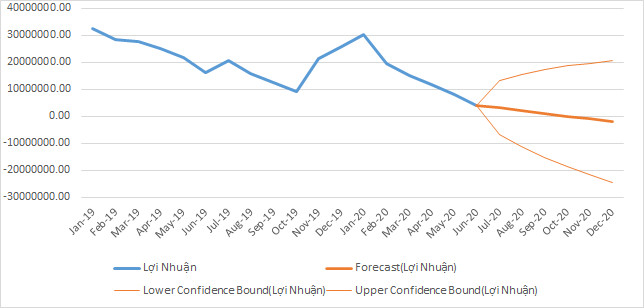 40000000.00
30000000.00
20000000.00
10000000.00
0.00
-10000000.00
-20000000.00
-30000000.00
Jan-19
Feb-19
Mar-19
Apr-19
May-19
Jun-19
Jul-19
Aug-19
Sep-19
Oct-19
Nov-19
Dec-19
Jan-20
Feb-20
Mar-20
Apr-20
May-20
Jun-20
Jul-20
Aug-20
Sep-20
Oct-20
Nov-20
Dec-20
Lợi Nhuận
Forecast(Lợi Nhuận)
Lower Confidence Bound(Lợi Nhuận)
Upper Confidence Bound(Lợi Nhuận)